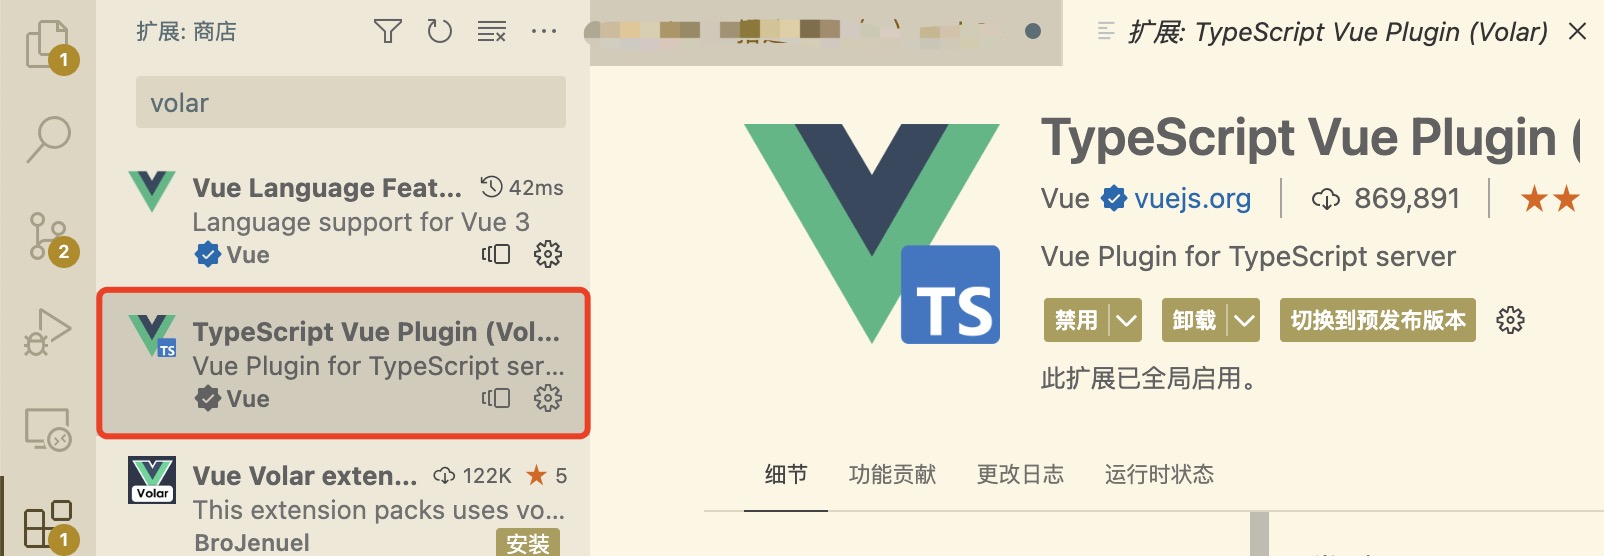 扩展: 商店
扩展: TypeScript Vue Plugin (Volar)
1
volar
2
1
Vue Language Feat... 42ms
Language support for Vue 3
Vue
TypeScript Vue Plugin (Vol...
Vue Plugin for TypeScript ser...
Vue
TS
Vue Volar exten... 122K 5
This extension packs uses vo...
BroJenuel
安装
Volar
TS
TypeScript Vue Plugin (
Vue vuejs.org 869,891
Vue Plugin for TypeScript server
禁用 卸载 切换到预发布版本
此扩展已全局启用。
细节 功能贡献 更改日志 运行时状态